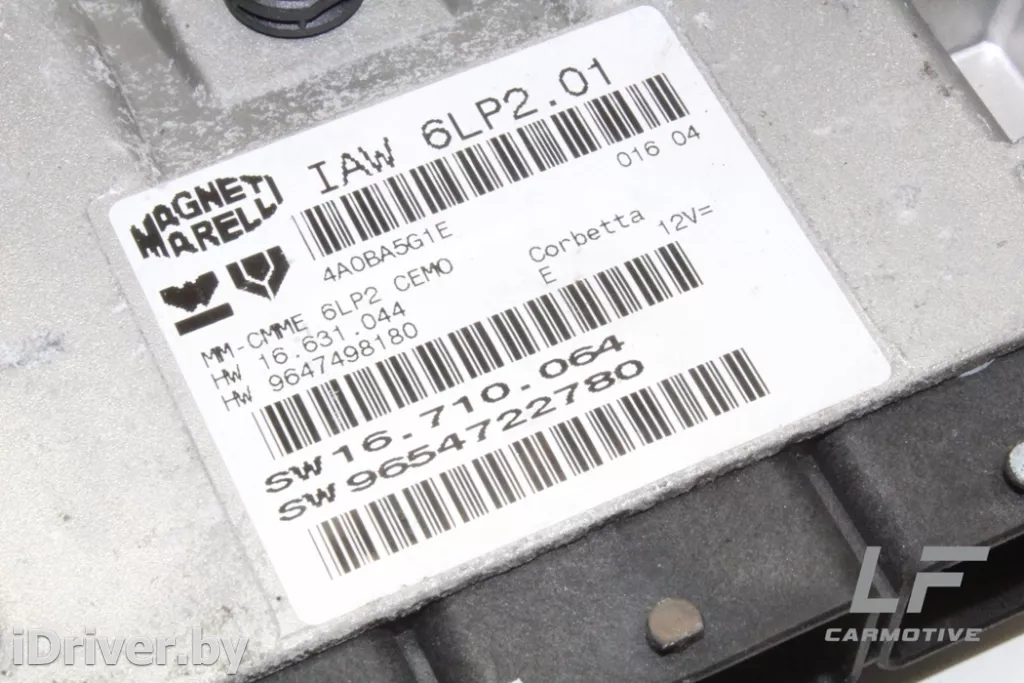 MAGNETI
MARELLI
IAW 6LP2.01
016 04
4A0BA5G1E
MM-CMME 6LP2 CEMO
Corbetta 12V=
HW 16.631.044
E
HW 9647498180
SW 16.710.064
SW 9654722780
LF
CARMOTIVE
iDriver.by